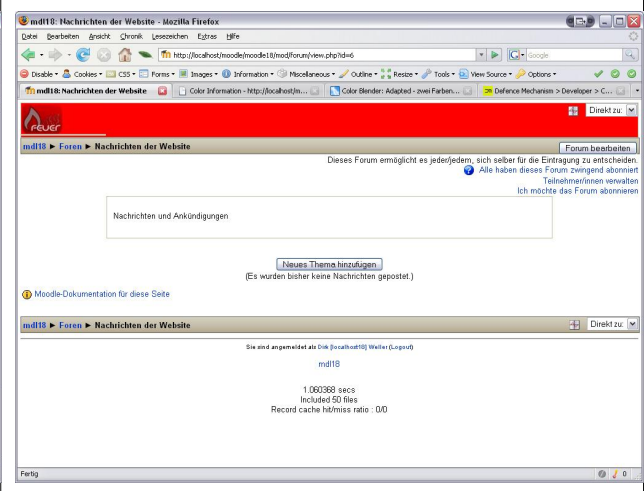 mdl18: Nachrichten der Website - Mozilla Firefox
Datei Bearbeiten Ansicht Chronik Lesezeichen Extras Hilfe
http://localhost/moodle/moodle18/mod/forum/view.php?id=6
Google
Disable Cookies CSS Forms Images Information Miscellaneous Outline Resize Tools View Source Options
mdl18: Nachrichten der Website
Color Information - http://localhost/m...
Color Blender: Adapted - zwei Farben...
Defence Mechanism > Developer > C...
FEUER
Direkt zu:
mdl18 ► Foren ► Nachrichten der Website
Forum bearbeiten
Dieses Forum ermöglicht es jeder/jedem, sich selber für die Eintragung zu entscheiden.
Alle haben dieses Forum zwingend abonniert
Teilnehmer/innen verwalten
Ich möchte das Forum abonnieren
Nachrichten und Ankündigungen
Neues Thema hinzufügen
(Es wurden bisher keine Nachrichten gepostet.)
Moodle-Dokumentation für diese Seite
mdl18 ► Foren ► Nachrichten der Website
Direkt zu:
Sie sind angemeldet als Dirk [localhost18] Weller (Logout)
mdl18
1.060368 secs
Included 50 files
Record cache hit/miss ratio : 0/0
Fertig
0